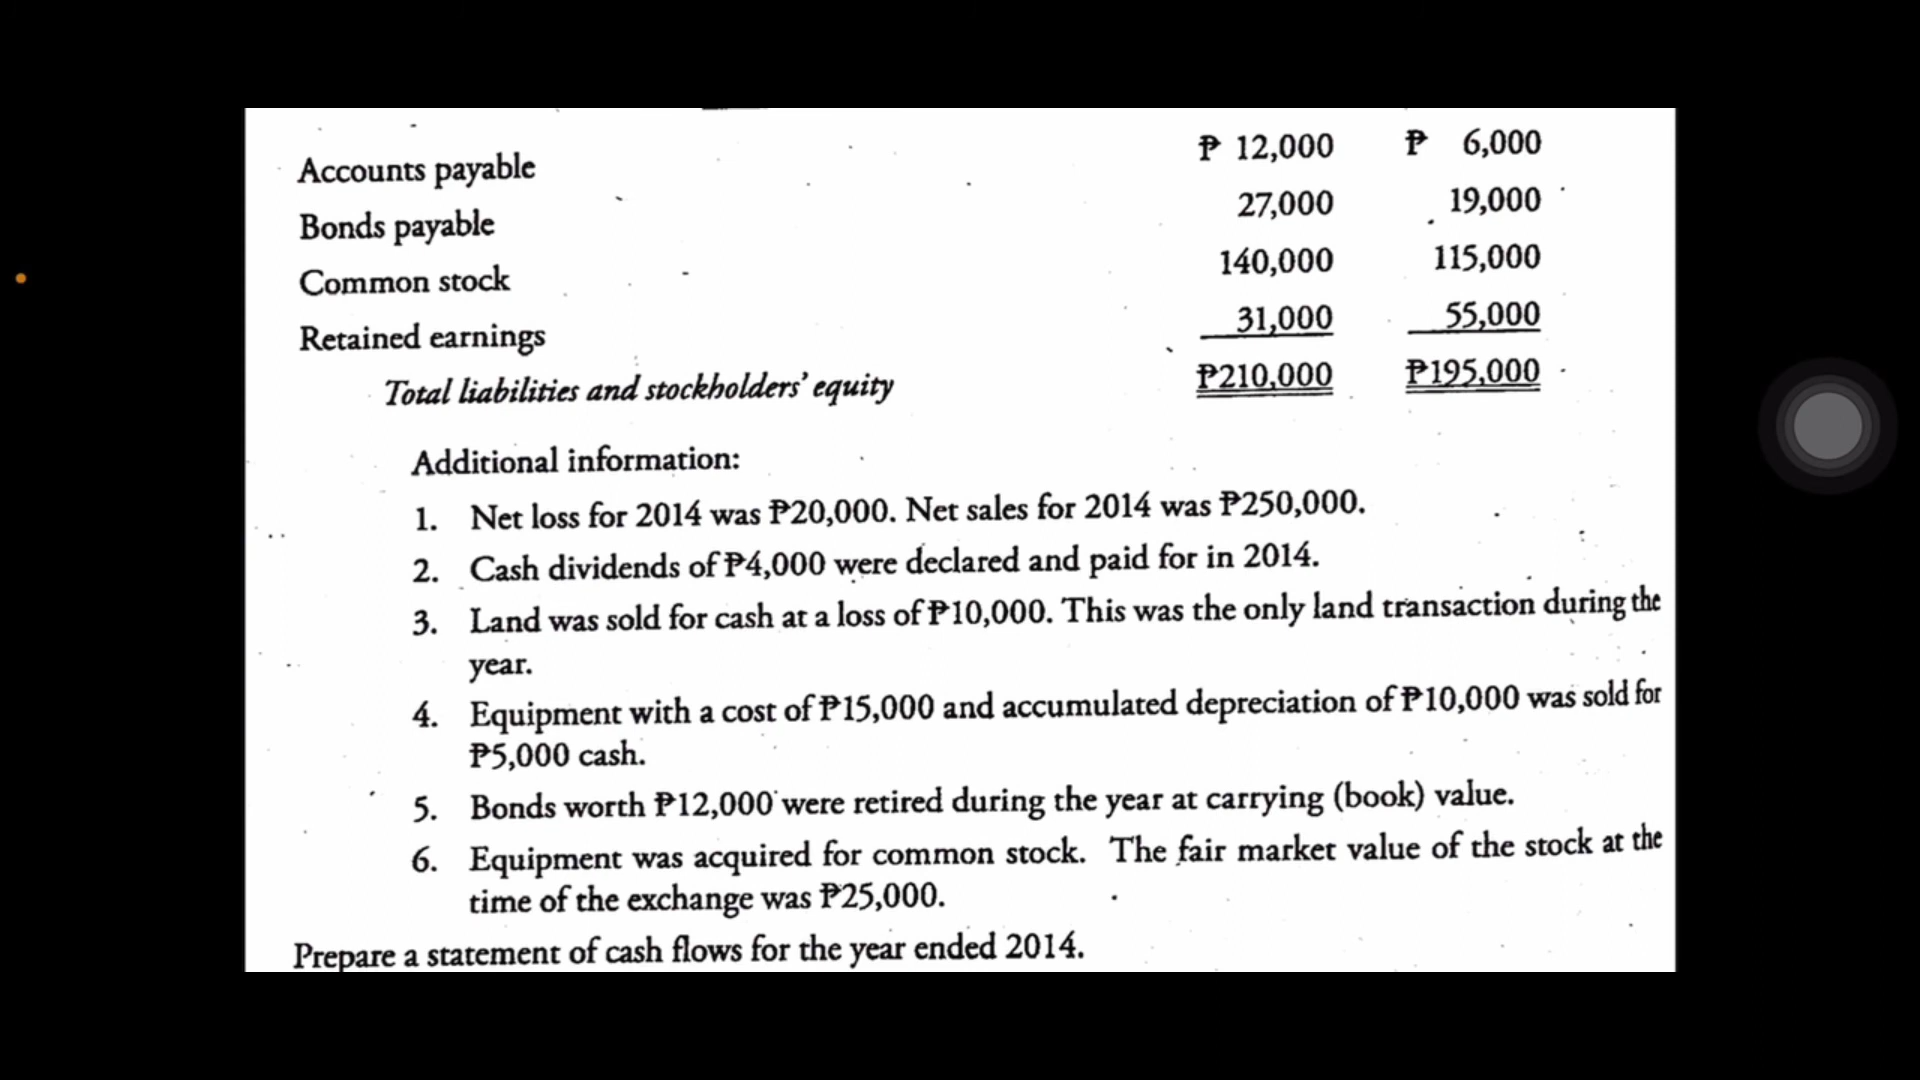 Accounts payable ₱ 12,000 ₱ 6,000
Bonds payable 27,000 19,000
Common stock 140,000 115,000
Retained earnings 31,000 55,000
Total liabilities and stockholders' equity ₱210,000 ₱195,000
Additional information:
1. Net loss for 2014 was ₱20,000. Net sales for 2014 was ₱250,000.
2. Cash dividends of ₱4,000 were declared and paid for in 2014.
3. Land was sold for cash at a loss of ₱10,000. This was the only land transaction during the
year.
4. Equipment with a cost of ₱15,000 and accumulated depreciation of ₱10,000 was sold for
₱5,000 cash.
5. Bonds worth ₱12,000 were retired during the year at carrying (book) value.
6. Equipment was acquired for common stock. The fair market value of the stock at the
time of the exchange was ₱25,000.
Prepare a statement of cash flows for the year ended 2014.